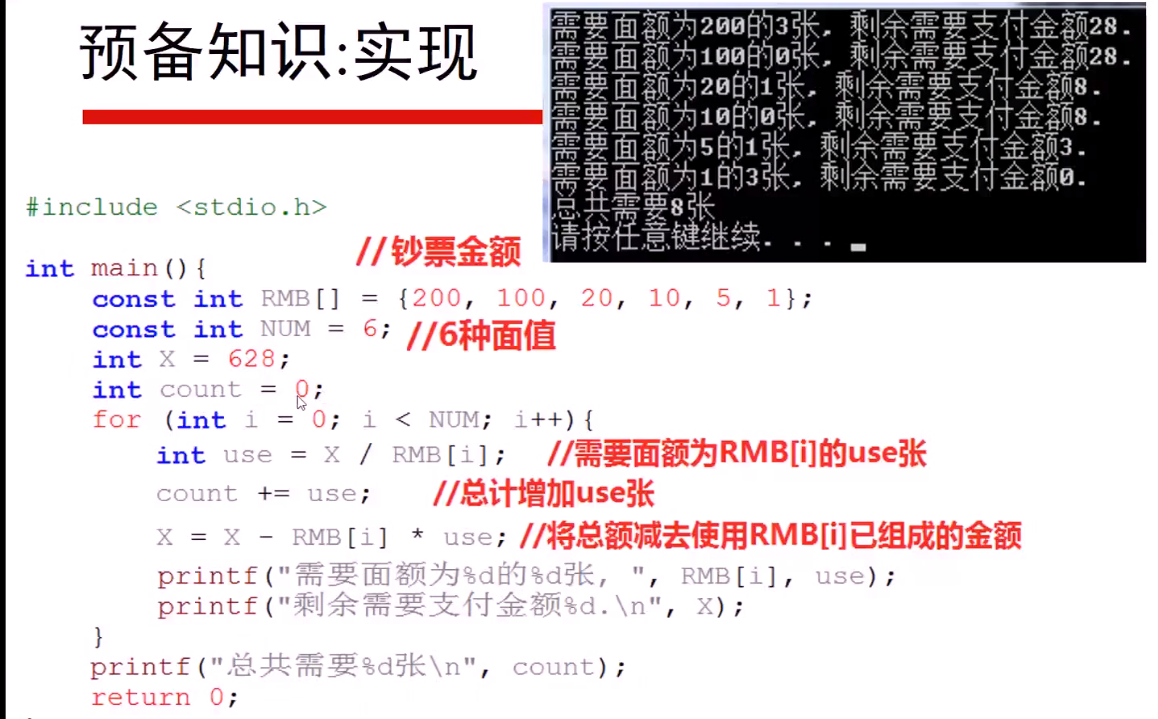 预备知识:实现
需要面额为200的3张，剩余需要支付金额28.
需要面额为100的0张，剩余需要支付金额28.
需要面额为20的1张，剩余需要支付金额8.
需要面额为10的0张，剩余需要支付金额8.
需要面额为5的1张，剩余需要支付金额3.
需要面额为1的3张，剩余需要支付金额0.
总共需要8张
请按任意键继续. . .
#include <stdio.h>
//钞票金额
int main(){
const int RMB[] = {200, 100, 20, 10, 5, 1};
const int NUM = 6; //6种面值
int X = 628;
int count = 0;
for (int i = 0; i < NUM; i++){
int use = X / RMB[i]; //需要面额为RMB[i]的use张
count += use; //总计增加use张
X = X - RMB[i] * use; //将总额减去使用RMB[i]已组成的金额
printf("需要面额为%d的%d张, ", RMB[i], use);
printf("剩余需要支付金额%d.\n", X);
}
printf("总共需要%d张\n", count);
return 0;